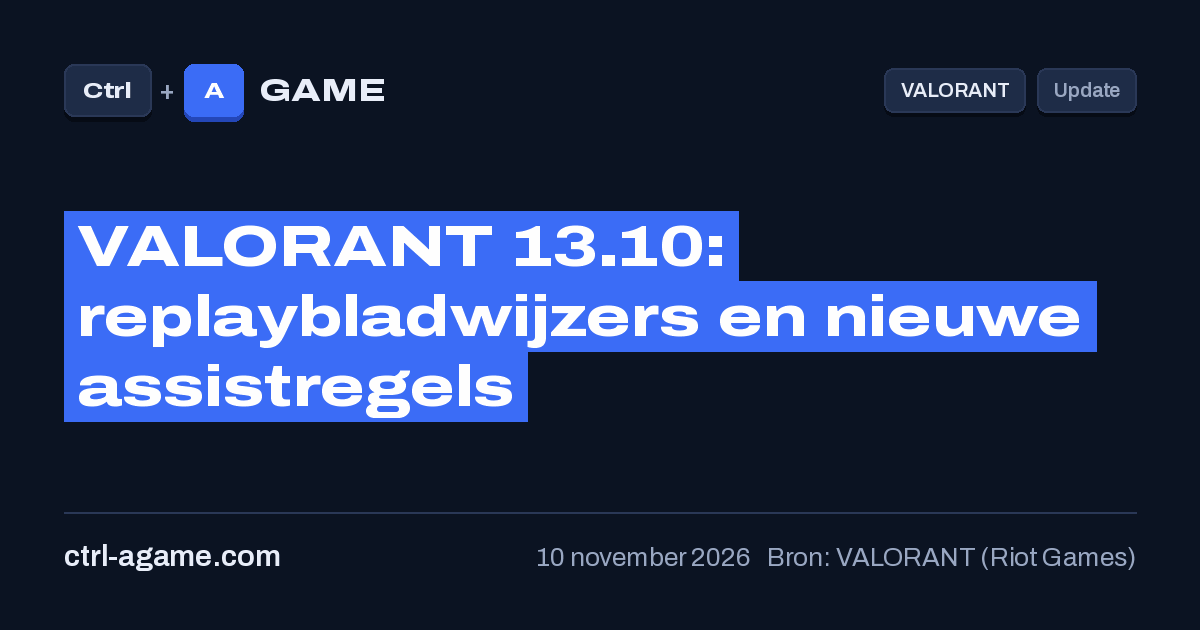 Ctrl + A GAME
VALORANT Update
VALORANT 13.10:
replaybladwijzers en nieuwe
assistregels
ctrl-agame.com
10 november 2026 Bron: VALORANT (Riot Games)